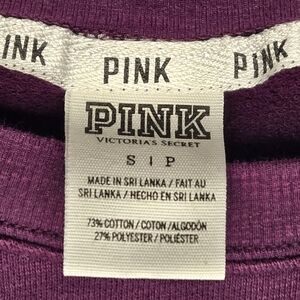 INK PINK PINK
PINK
VICTORIA'S SECRET
S | P
MADE IN SRI LANKA / FAIT AU
SRI LANKA / HECHO EN SRI LANKA
73% COTTON / COTON / ALGODÓN
27% POLYESTER / POLIÉSTER